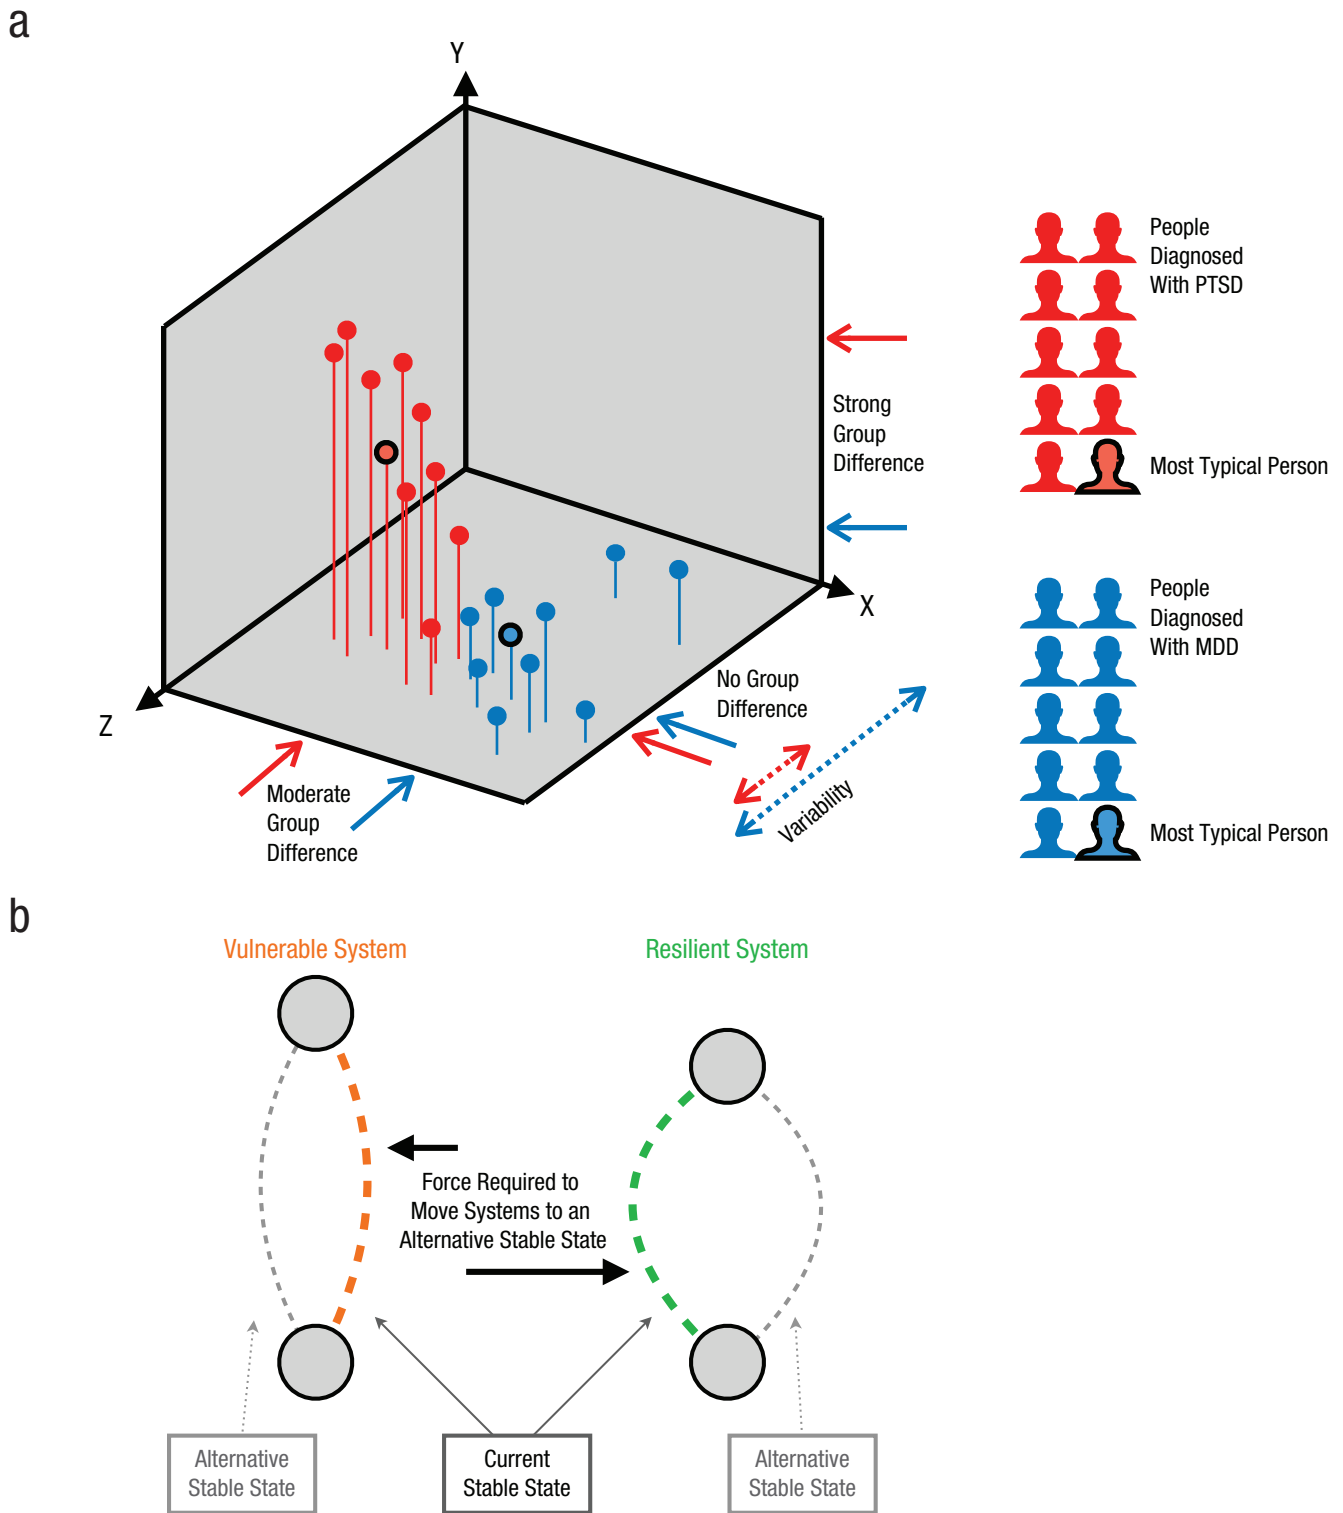 a
Y
X
Z
Strong
Group
Difference
No Group
Difference
Moderate
Group
Difference
Variability
People
Diagnosed
With PTSD
Most Typical Person
People
Diagnosed
With MDD
Most Typical Person
b
Vulnerable System
Resilient System
Force Required to
Move Systems to an
Alternative Stable State
Alternative
Stable State
Current
Stable State
Alternative
Stable State